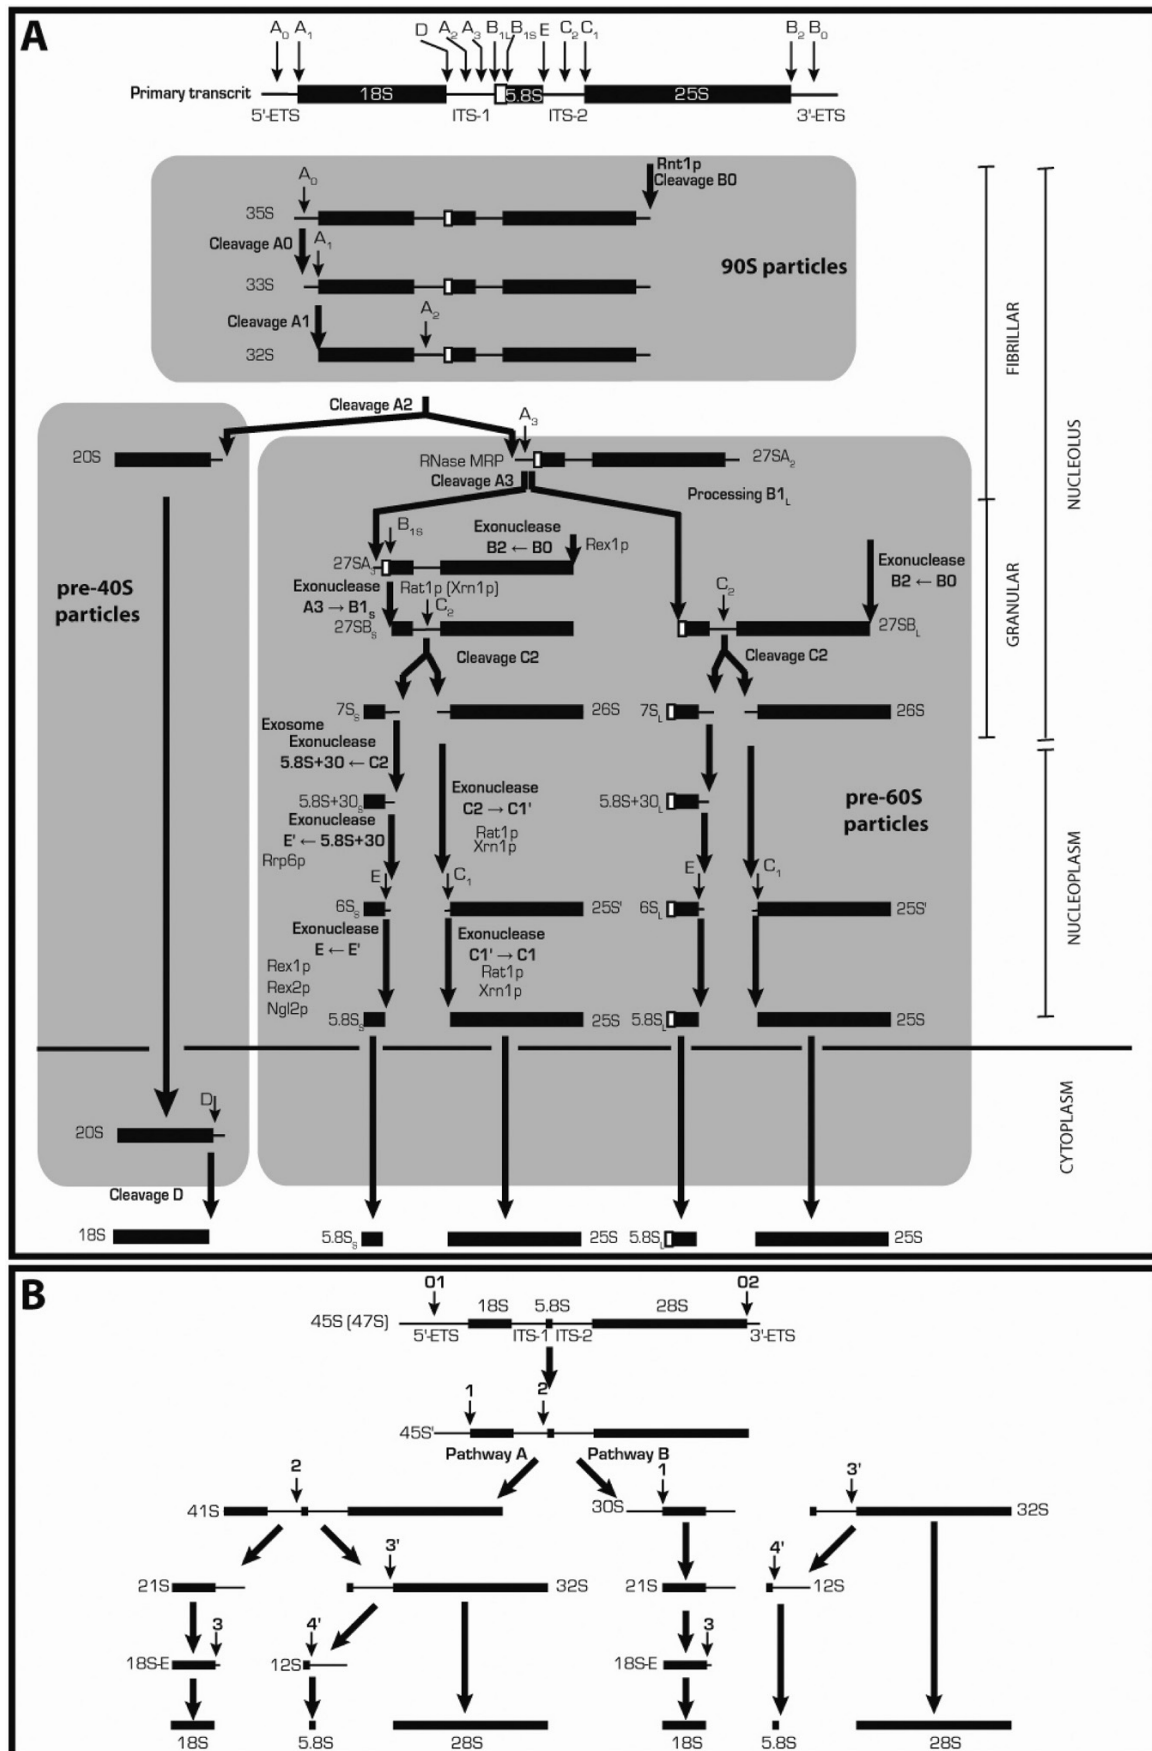 A
A₀ A₁ D A₂ A₃ B₁L B₁S E C₂ C₁ B₂ B₀
Primary transcrit 18S 5.8S 25S
5'-ETS ITS-1 ITS-2 3'-ETS
Rnt1p
Cleavage B0
A₀
35S
Cleavage A0 A₁
90S particles
33S
Cleavage A1 A₂
32S
FIBRILLAR
Cleavage A2
A₃
20S
RNase MRP 27SA₂
Cleavage A3
Processing B1L
NUCLEOLUS
B₁S
Exonuclease
B2 ← B0 Rex1p
Exonuclease
B2 ← B0
27SA₃
pre-40S
particles
Exonuclease Rat1p (Xrn1p)
A3 → B1S C₂ C₂
27SBS 27SBL
GRANULAR
Cleavage C2 Cleavage C2
7SS 26S 7SL 26S
Exosome
Exonuclease
5.8S+30 ← C2
Exonuclease
C2 → C1'
Rat1p
Xrn1p
5.8S+30S 5.8S+30L
pre-60S
particles
Exonuclease
E' ← 5.8S+30
Rrp6p
NUCLEOPLASM
E C₁ E C₁
6SS 25S' 6SL 25S'
Exonuclease
E ← E'
Rex1p
Rex2p
Ngl2p
Exonuclease
C1' → C1
Rat1p
Xrn1p
5.8SS 25S 5.8SL 25S
CYTOPLASM
D
20S
Cleavage D
18S 5.8SS 25S 5.8SL 25S
B
01 02
45S (47S) 18S 5.8S 28S
5'-ETS ITS-1 ITS-2 3'-ETS
1 2
45S'
Pathway A Pathway B
2 1 3'
41S 30S 32S
3' 4'
21S 32S 21S 12S
3 4' 3
18S-E 12S 18S-E
18S 5.8S 28S 18S 5.8S 28S